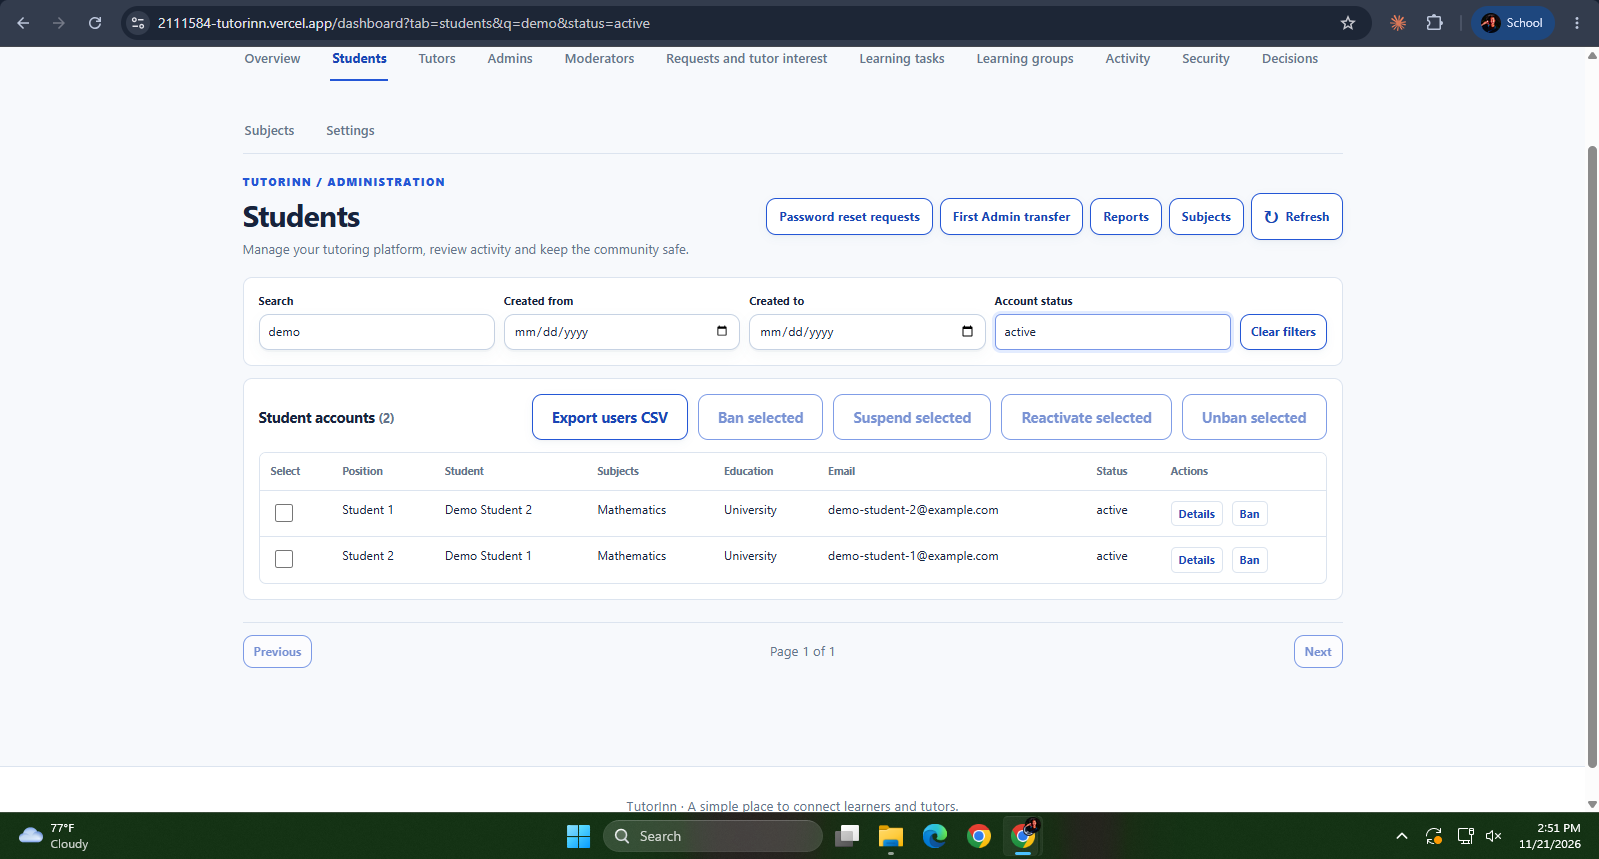 2111584-tutorinn.vercel.app/dashboard?tab=students&q=demo&status=active
School
Overview Students Tutors Admins Moderators Requests and tutor interest Learning tasks Learning groups Activity Security Decisions
Subjects Settings
TUTORINN / ADMINISTRATION
Students
Password reset requests First Admin transfer Reports Subjects Refresh
Manage your tutoring platform, review activity and keep the community safe.
Search Created from Created to Account status
demo mm/dd/yyyy mm/dd/yyyy active Clear filters
Student accounts (2) Export users CSV Ban selected Suspend selected Reactivate selected Unban selected
Select Position Student Subjects Education Email Status Actions
Student 1 Demo Student 2 Mathematics University demo-student-2@example.com active Details Ban
Student 2 Demo Student 1 Mathematics University demo-student-1@example.com active Details Ban
Previous Page 1 of 1 Next
TutorInn · A simple place to connect learners and tutors.
77°F
Cloudy
Search
2:51 PM
11/21/2026